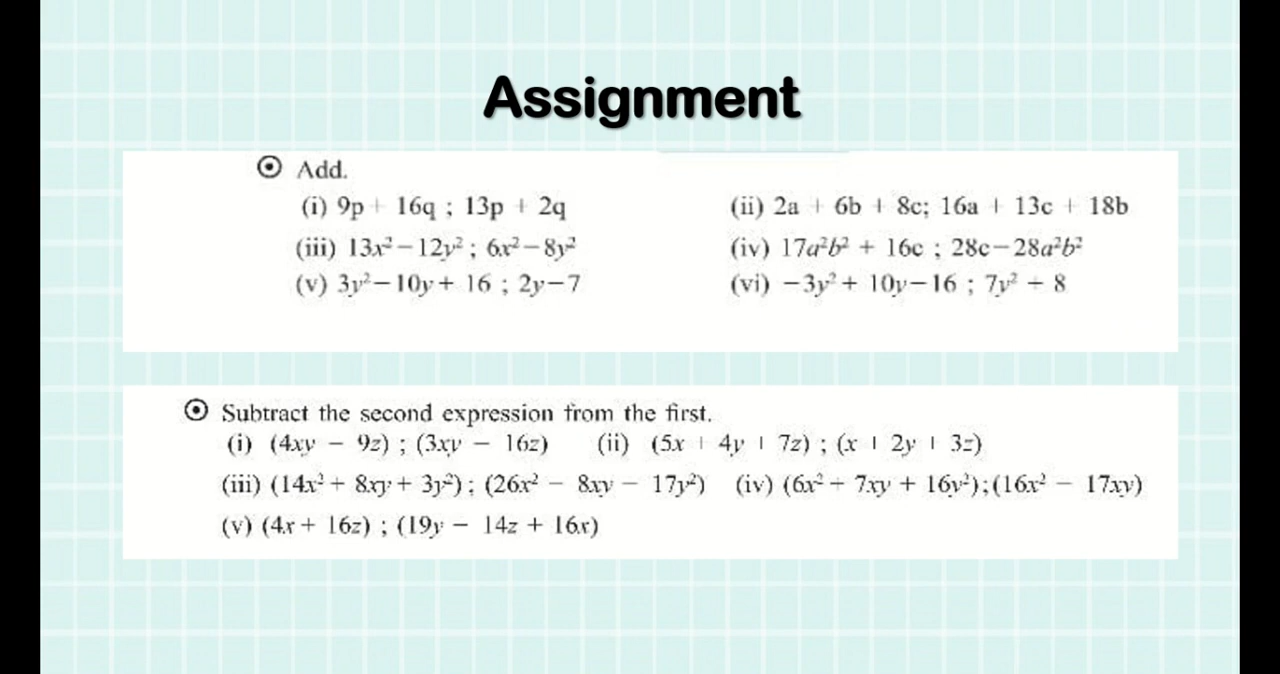 Assignment
Add.
(i) 9p + 16q ; 13p + 2q (ii) 2a + 6b + 8c; 16a + 13c + 18b
(iii) 13x² − 12y² ; 6x² − 8y² (iv) 17a²b² + 16c ; 28c − 28a²b²
(v) 3y² − 10y + 16 ; 2y − 7 (vi) −3y² + 10y − 16 ; 7y² + 8
Subtract the second expression from the first.
(i) (4xy − 9z) ; (3xy − 16z) (ii) (5x + 4y + 7z) ; (x + 2y + 3z)
(iii) (14x² + 8xy + 3y²) ; (26x² − 8xy − 17y²) (iv) (6x² + 7xy + 16y²) ; (16x² − 17xy)
(v) (4x + 16z) ; (19y − 14z + 16x)